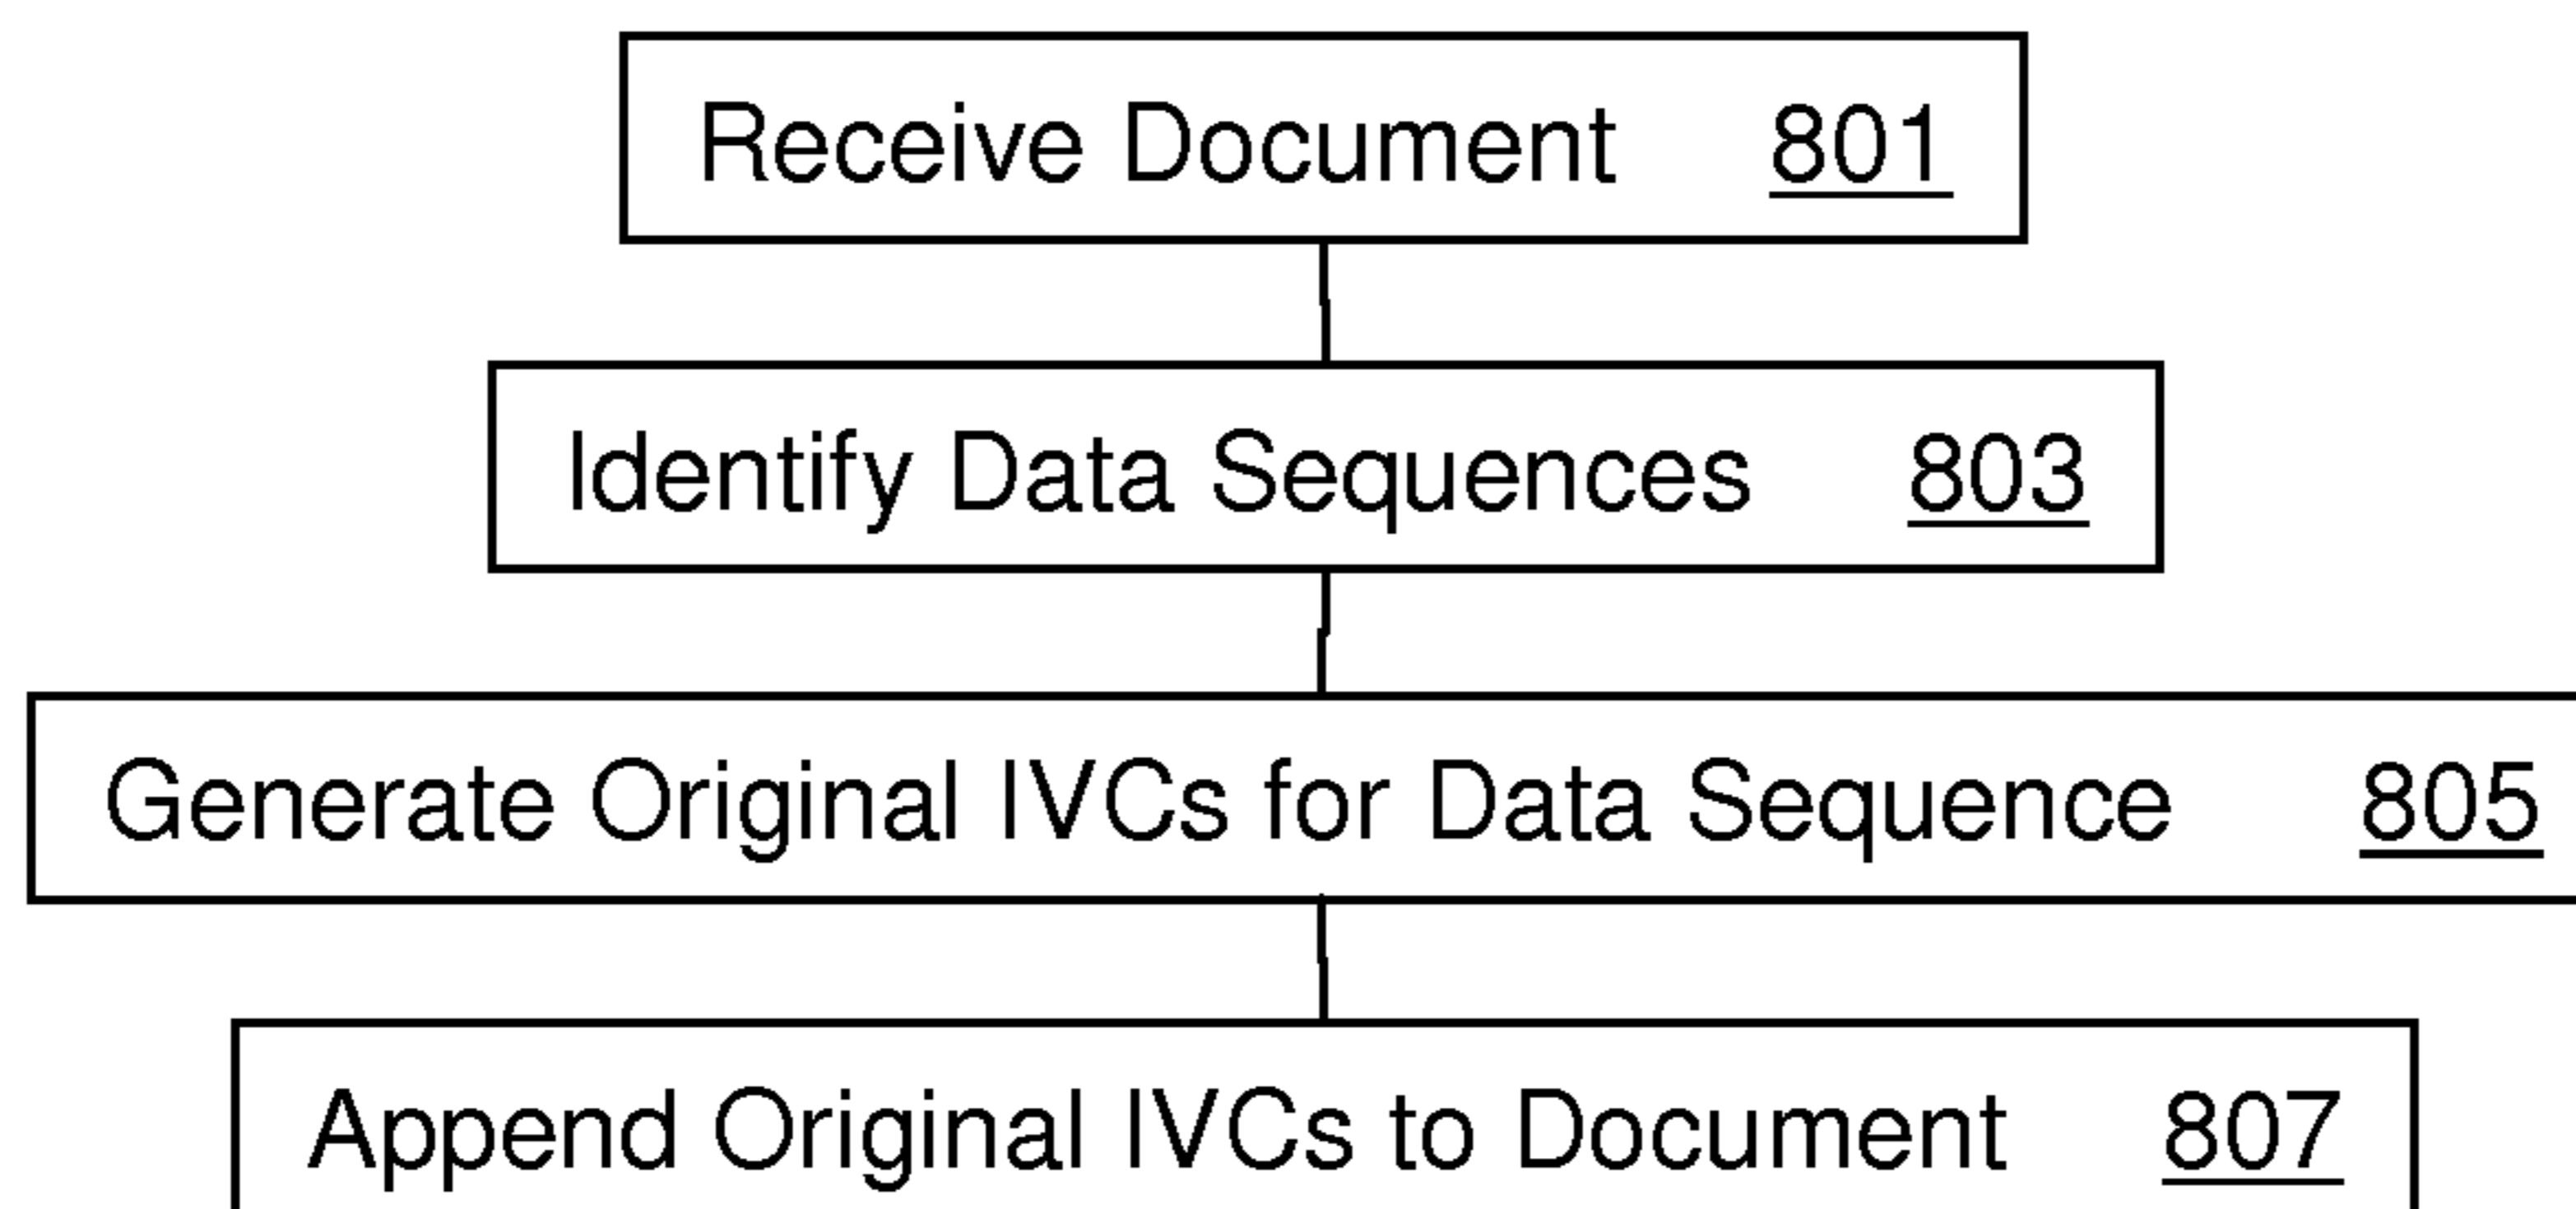 Receive Document 801
Identify Data Sequences 803
Generate Original IVCs for Data Sequence 805
Append Original IVCs to Document 807